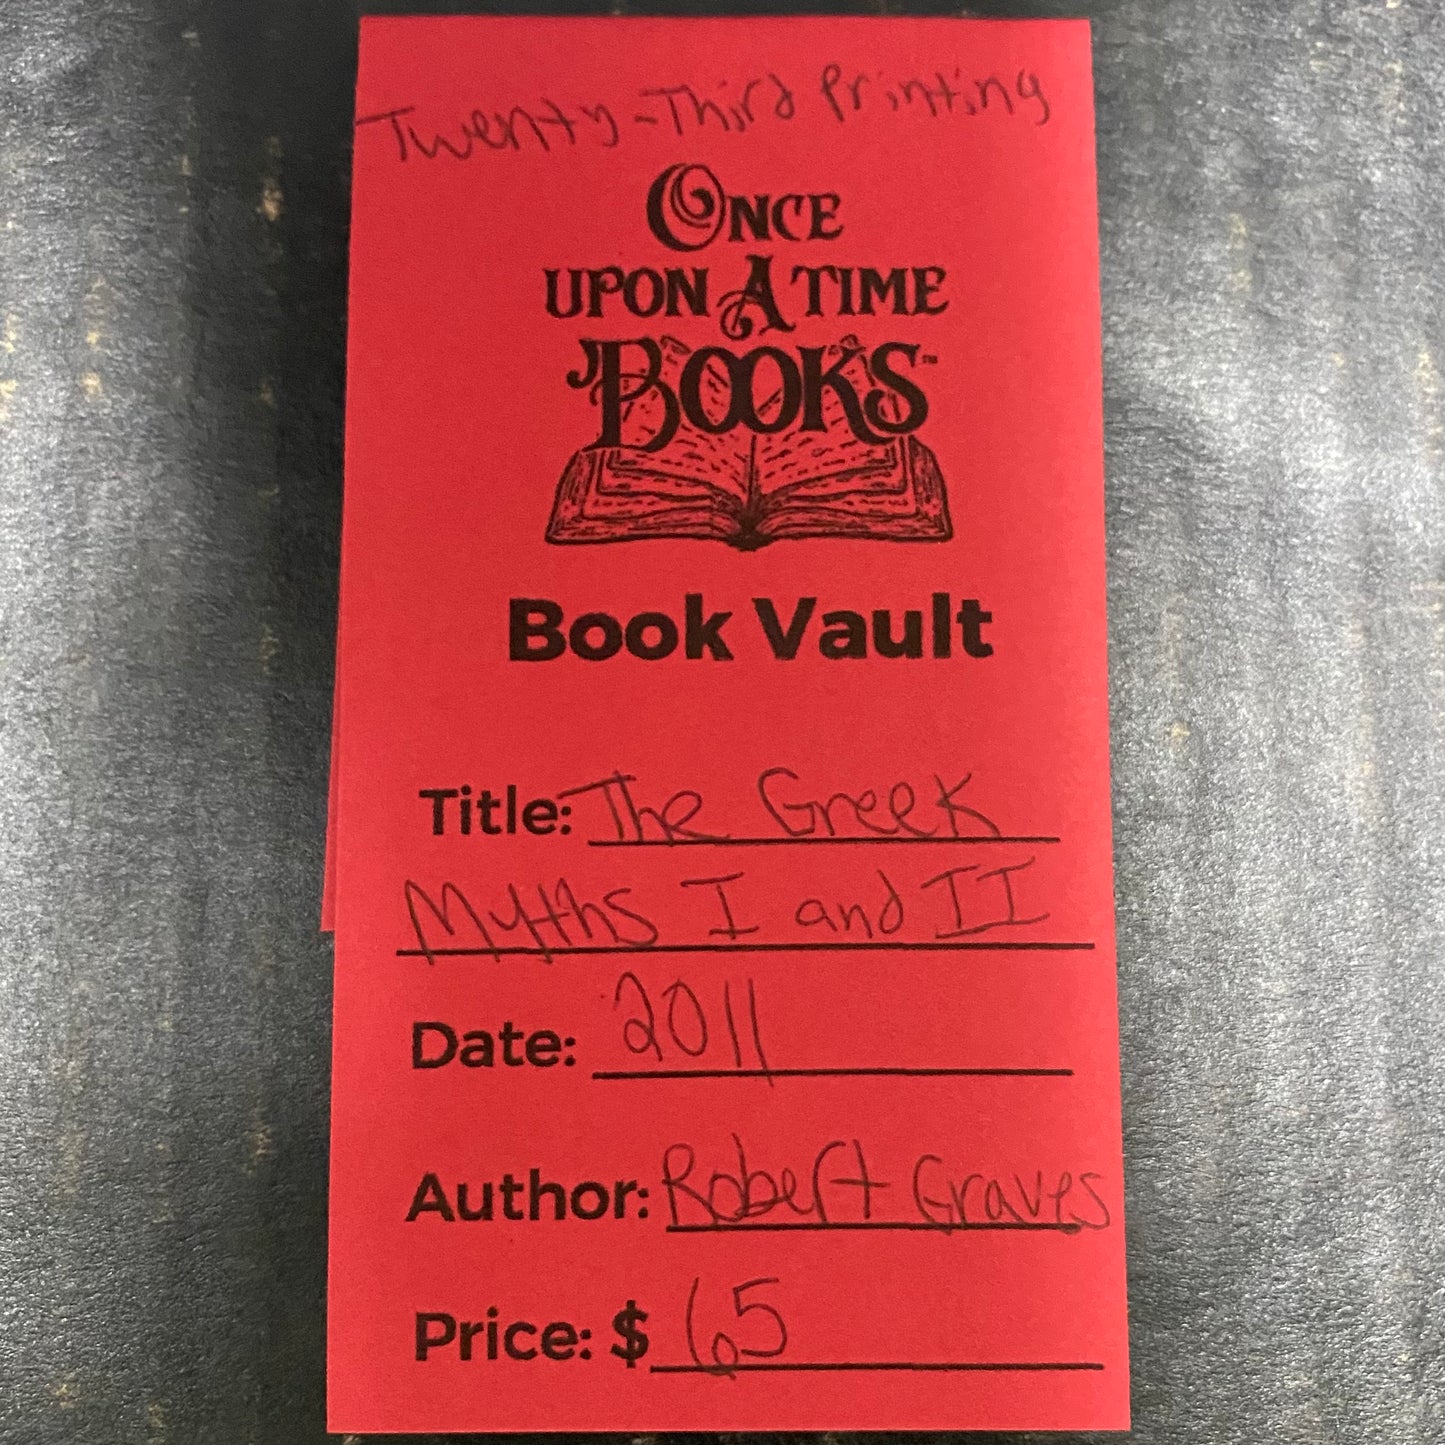 Twenty-Third Printing
ONCE
UPON A TIME
BOOKS™
Book Vault
Title: The Greek
Myths I and II
Date: 2011
Author: Robert Graves
Price: $ 65